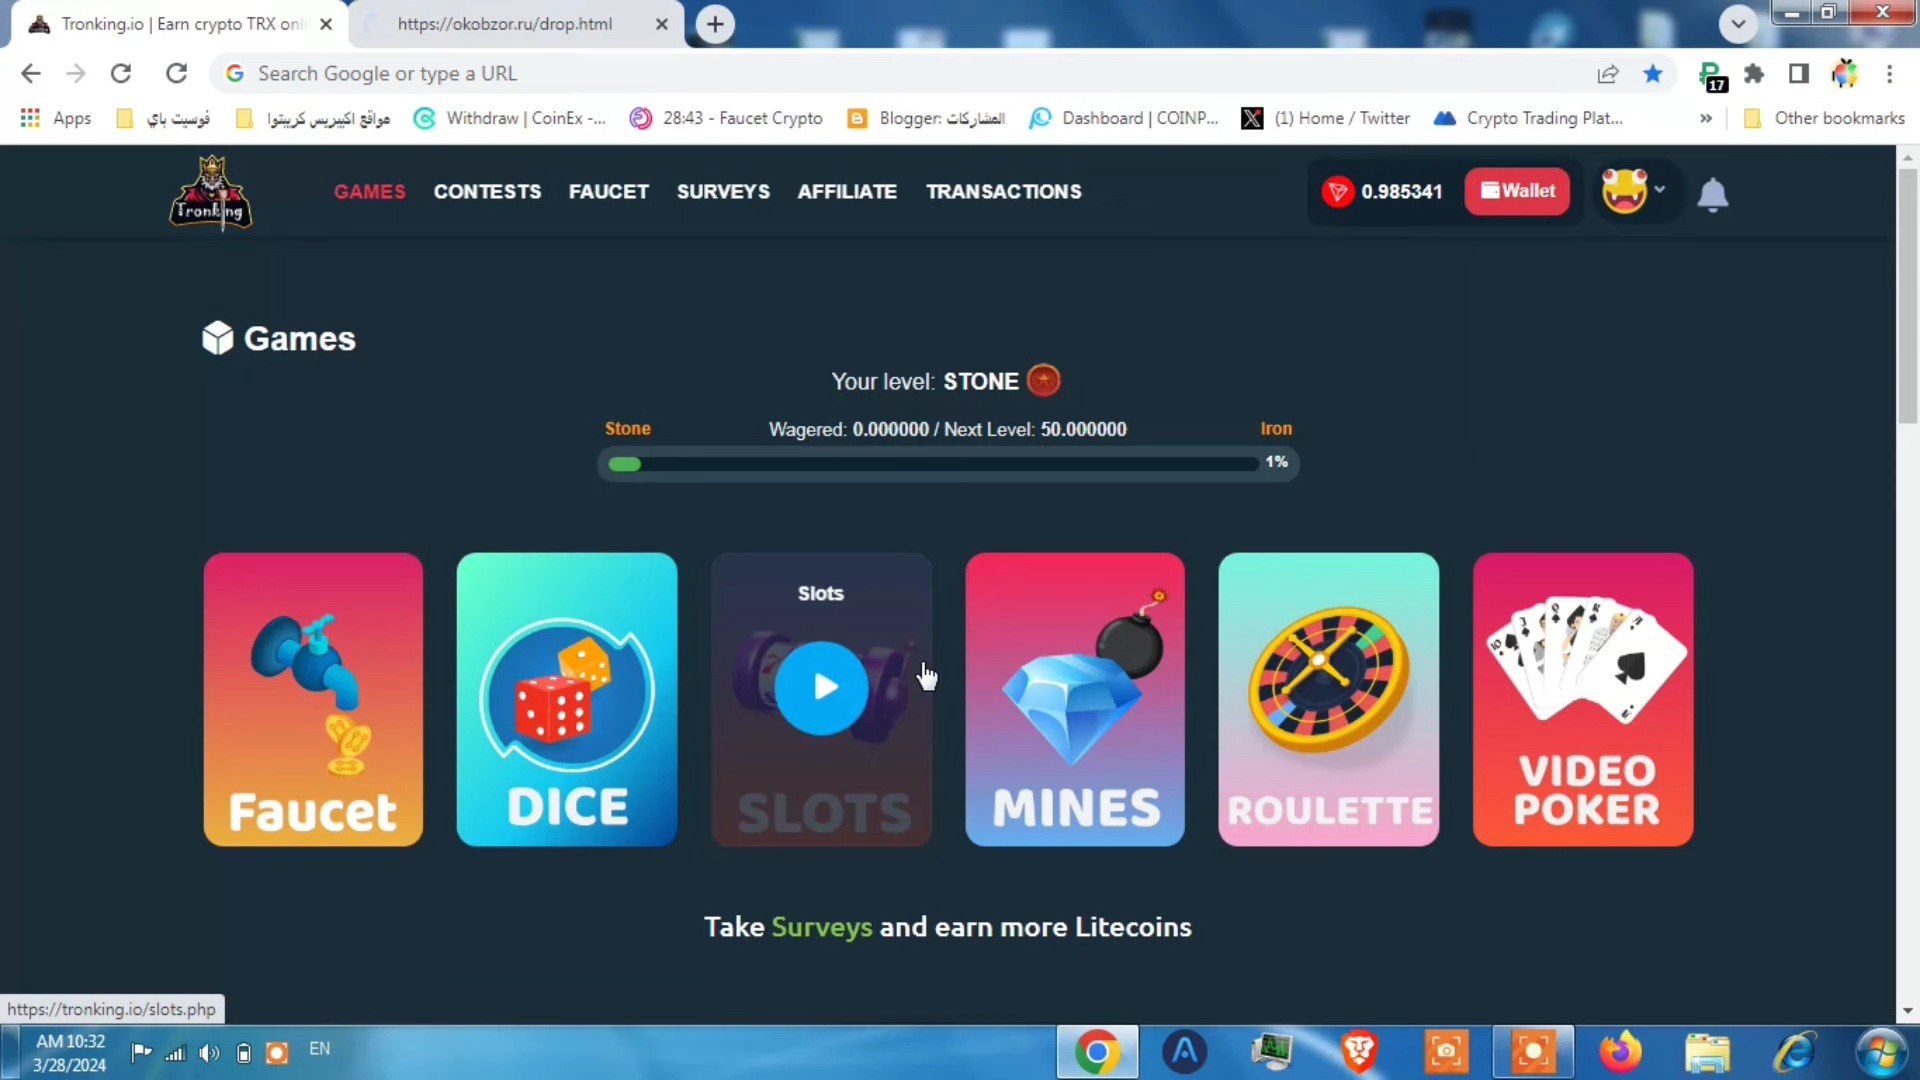 Tronking.io | Earn crypto TRX onl
https://okobzor.ru/drop.html
Search Google or type a URL
17
Apps
فوسيت باي
مواقع اكبيريس كريبتوا
Withdraw | CoinEx -...
28:43 - Faucet Crypto
Blogger: المشاركات
Dashboard | COINP...
(1) Home / Twitter
Crypto Trading Plat...
»
Other bookmarks
Tronking
GAMES
CONTESTS
FAUCET
SURVEYS
AFFILIATE
TRANSACTIONS
0.985341
Wallet
Games
Your level: STONE
Stone
Wagered: 0.000000 / Next Level: 50.000000
Iron
1%
Faucet
DICE
Slots
SLOTS
MINES
ROULETTE
VIDEO
POKER
Take Surveys and earn more Litecoins
https://tronking.io/slots.php
AM 10:32
3/28/2024
EN